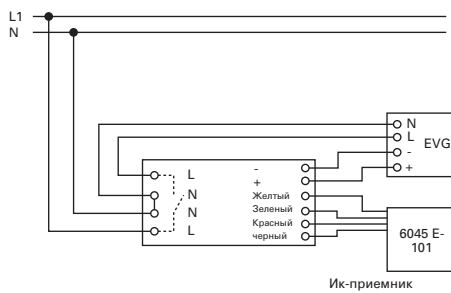 L1
N
N
L
-
+
EVG
L
N
N
L
-
+
Желтый
Зеленый
Красный
черный
6045 E-
101
Ик-приемник